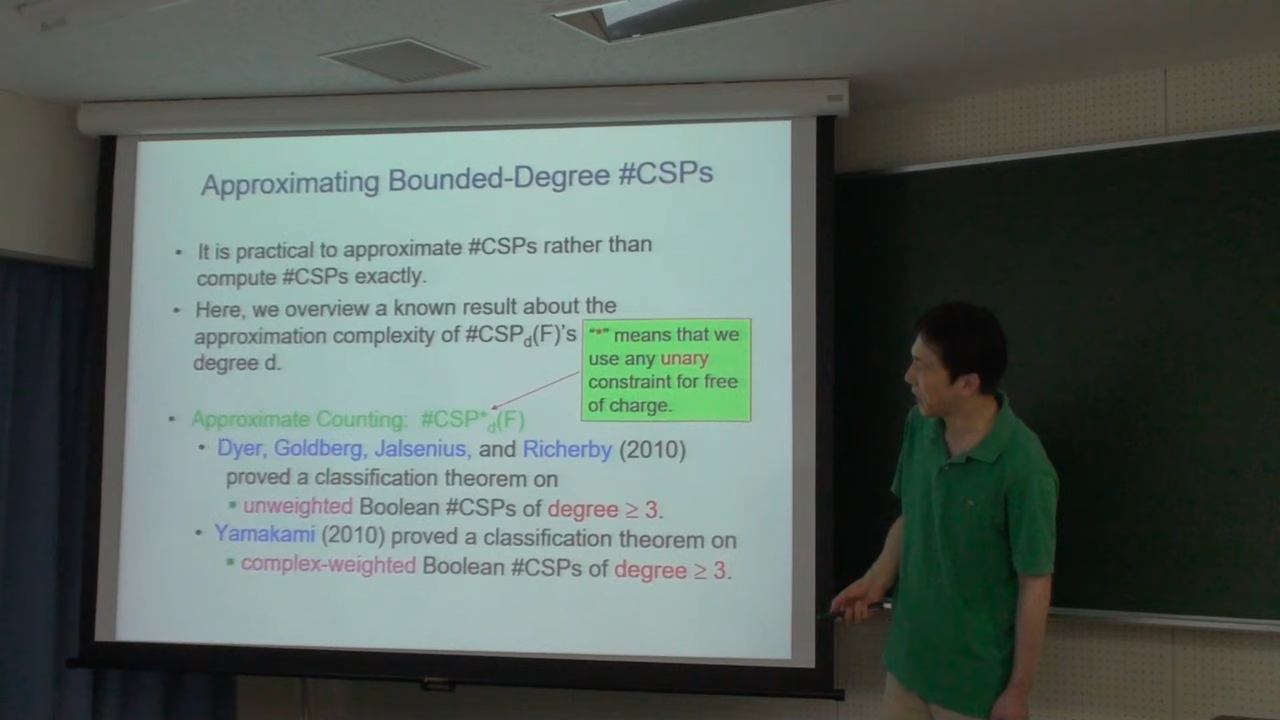 Approximating Bounded-Degree #CSPs
• It is practical to approximate #CSPs rather than
compute #CSPs exactly.
• Here, we overview a known result about the
approximation complexity of #CSPd(F)'s
degree d.
"*" means that we
use any unary
constraint for free
of charge.
• Approximate Counting: #CSP*d(F)
• Dyer, Goldberg, Jalsenius, and Richerby (2010)
proved a classification theorem on
▪ unweighted Boolean #CSPs of degree ≥ 3.
• Yamakami (2010) proved a classification theorem on
▪ complex-weighted Boolean #CSPs of degree ≥ 3.